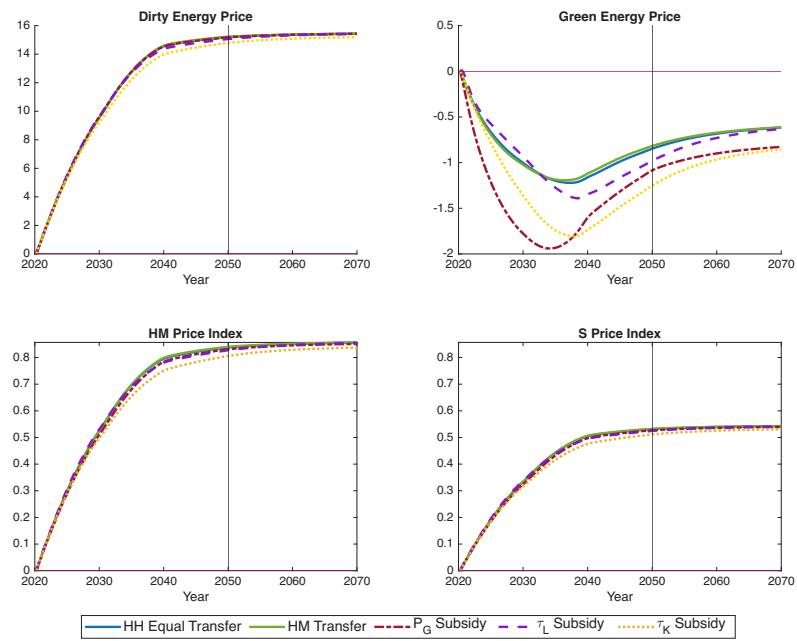 Dirty Energy Price
16
14
12
10
8
6
4
2
0
2020 2030 2040 2050 2060 2070
Year
Green Energy Price
0.5
0
-0.5
-1
-1.5
-2
2020 2030 2040 2050 2060 2070
Year
HM Price Index
0.8
0.7
0.6
0.5
0.4
0.3
0.2
0.1
0
2020 2030 2040 2050 2060 2070
Year
S Price Index
0.8
0.7
0.6
0.5
0.4
0.3
0.2
0.1
0
2020 2030 2040 2050 2060 2070
Year
HH Equal Transfer HM Transfer P_G Subsidy τ_L Subsidy τ_K Subsidy